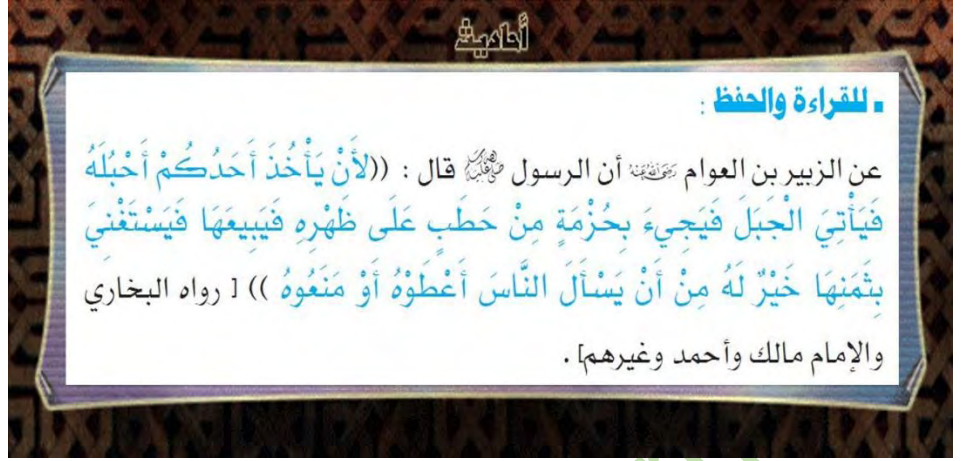 أحاديث
▪ للقراءة والحفظ :
عن الزبير بن العوام رضي الله عنه أن الرسول ﷺ قال : ((لأَنْ يَأْخُذَ أَحَدُكُمْ أَحْبُلَهُ
فَيَأْتِيَ الْجَبَلَ فَيَجِيءَ بِحُزْمَةٍ مِنْ حَطَبٍ عَلَى ظَهْرِهِ فَيَبِيعَهَا فَيَسْتَغْنِيَ
بِثَمَنِهَا خَيْرٌ لَهُ مِنْ أَنْ يَسْأَلَ النَّاسَ أَعْطَوْهُ أَوْ مَنَعُوهُ )) [ رواه البخاري
والإمام مالك وأحمد وغيرهم] .